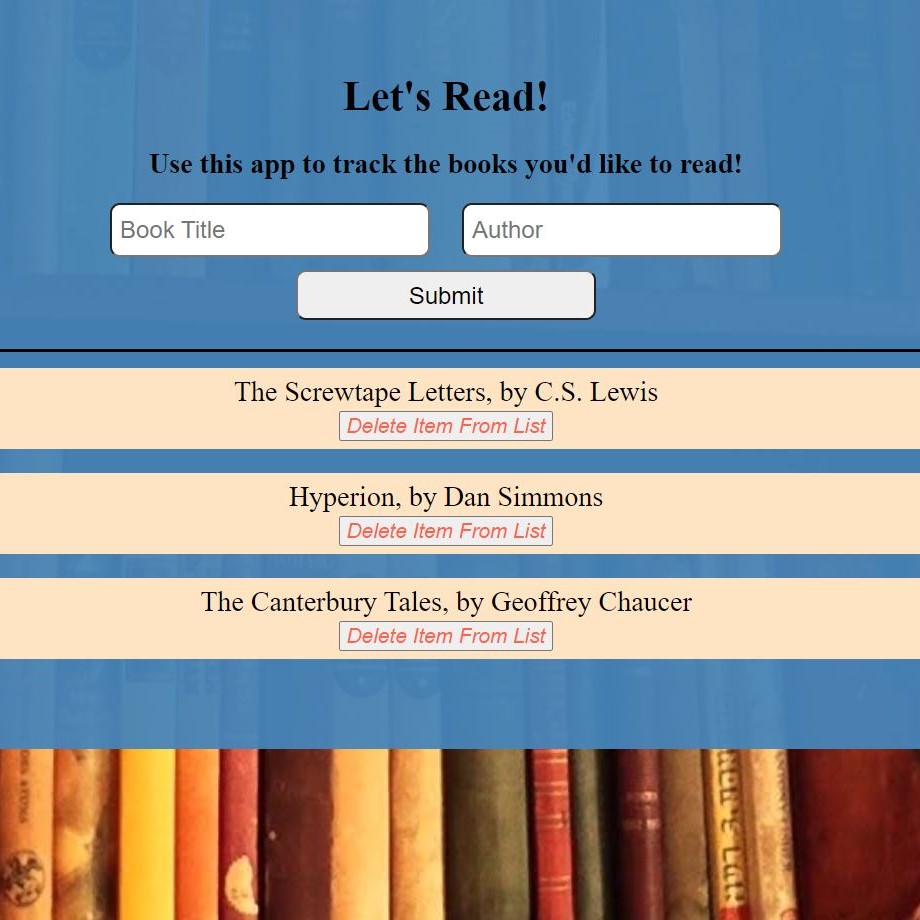 Let's Read!
Use this app to track the books you'd like to read!
Book Title
Author
Submit
The Screwtape Letters, by C.S. Lewis
Delete Item From List
Hyperion, by Dan Simmons
Delete Item From List
The Canterbury Tales, by Geoffrey Chaucer
Delete Item From List